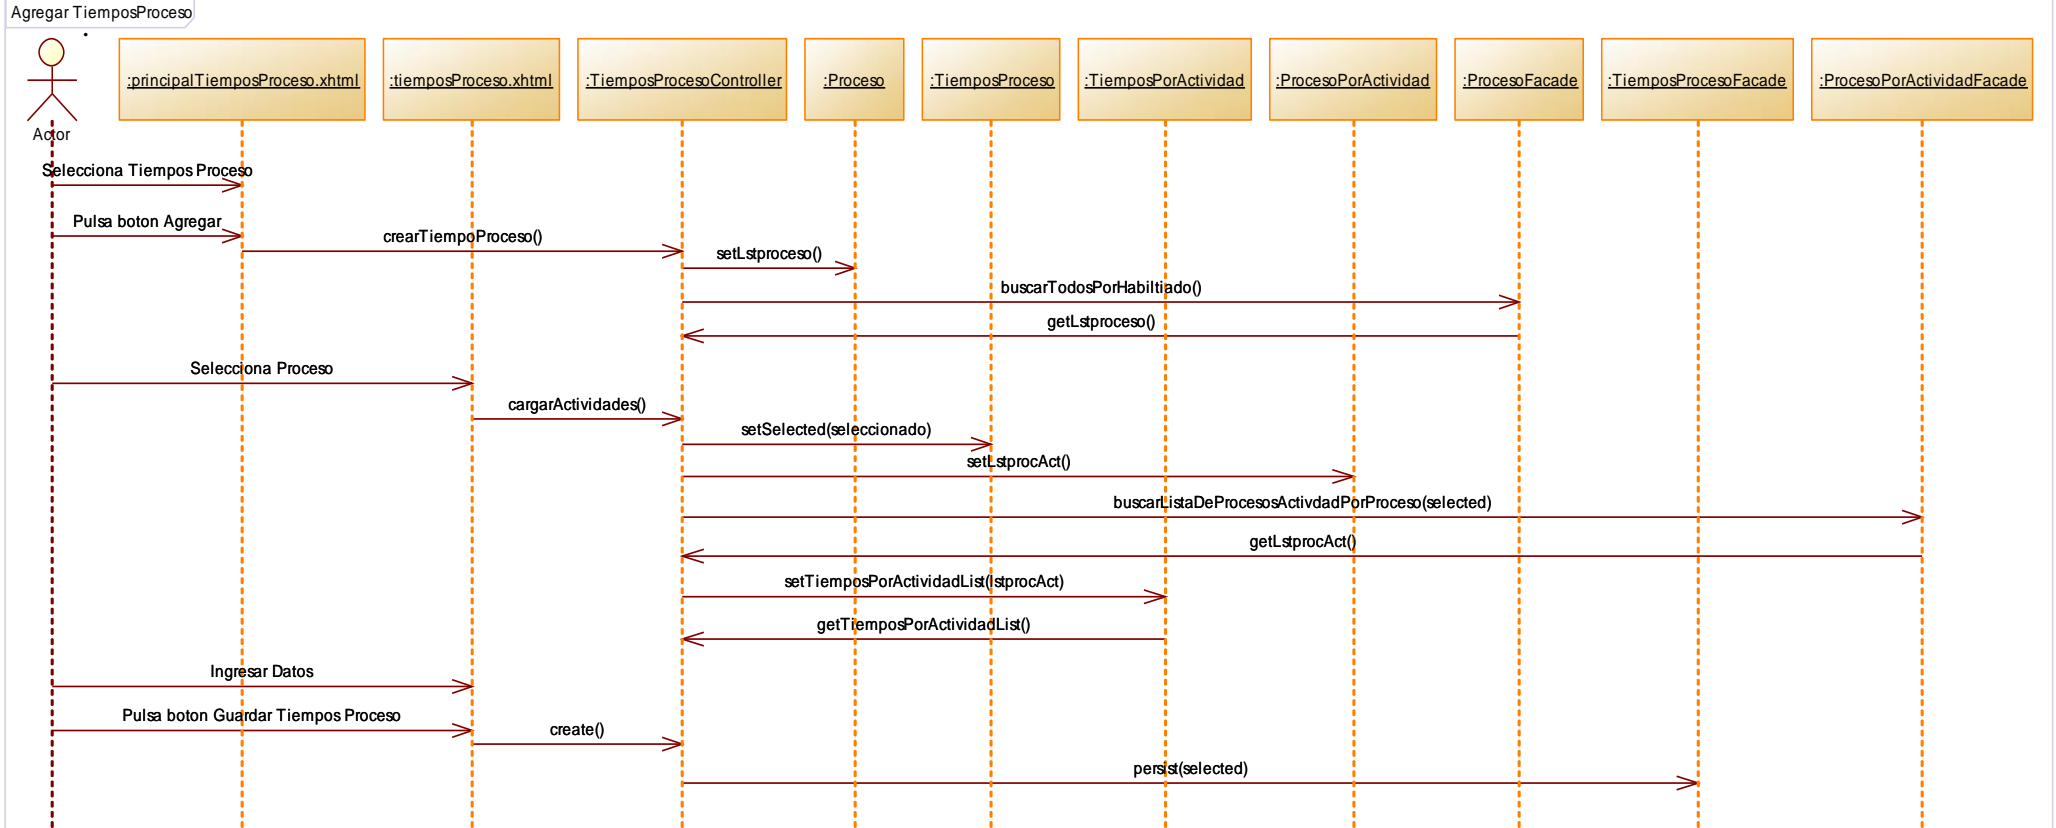 Agregar TiemposProceso
:principalTiemposProceso.xhtml
:tiemposProceso.xhtml
:TiemposProcesoController
:Proceso
:TiemposProceso
:TiemposPorActividad
:ProcesoPorActividad
:ProcesoFacade
:TiemposProcesoFacade
:ProcesoPorActividadFacade
Actor
Selecciona Tiempos Proceso
Pulsa boton Agregar
crearTiempoProceso()
setLstproceso()
buscarTodosPorHabiltiado()
getLstproceso()
Selecciona Proceso
cargarActividades()
setSelected(seleccionado)
setLstprocAct()
buscarListaDeProcesosActivdadPorProceso(selected)
getLstprocAct()
setTiemposPorActividadList(lstprocAct)
getTiemposPorActividadList()
Ingresar Datos
Pulsa boton Guardar Tiempos Proceso
create()
persist(selected)